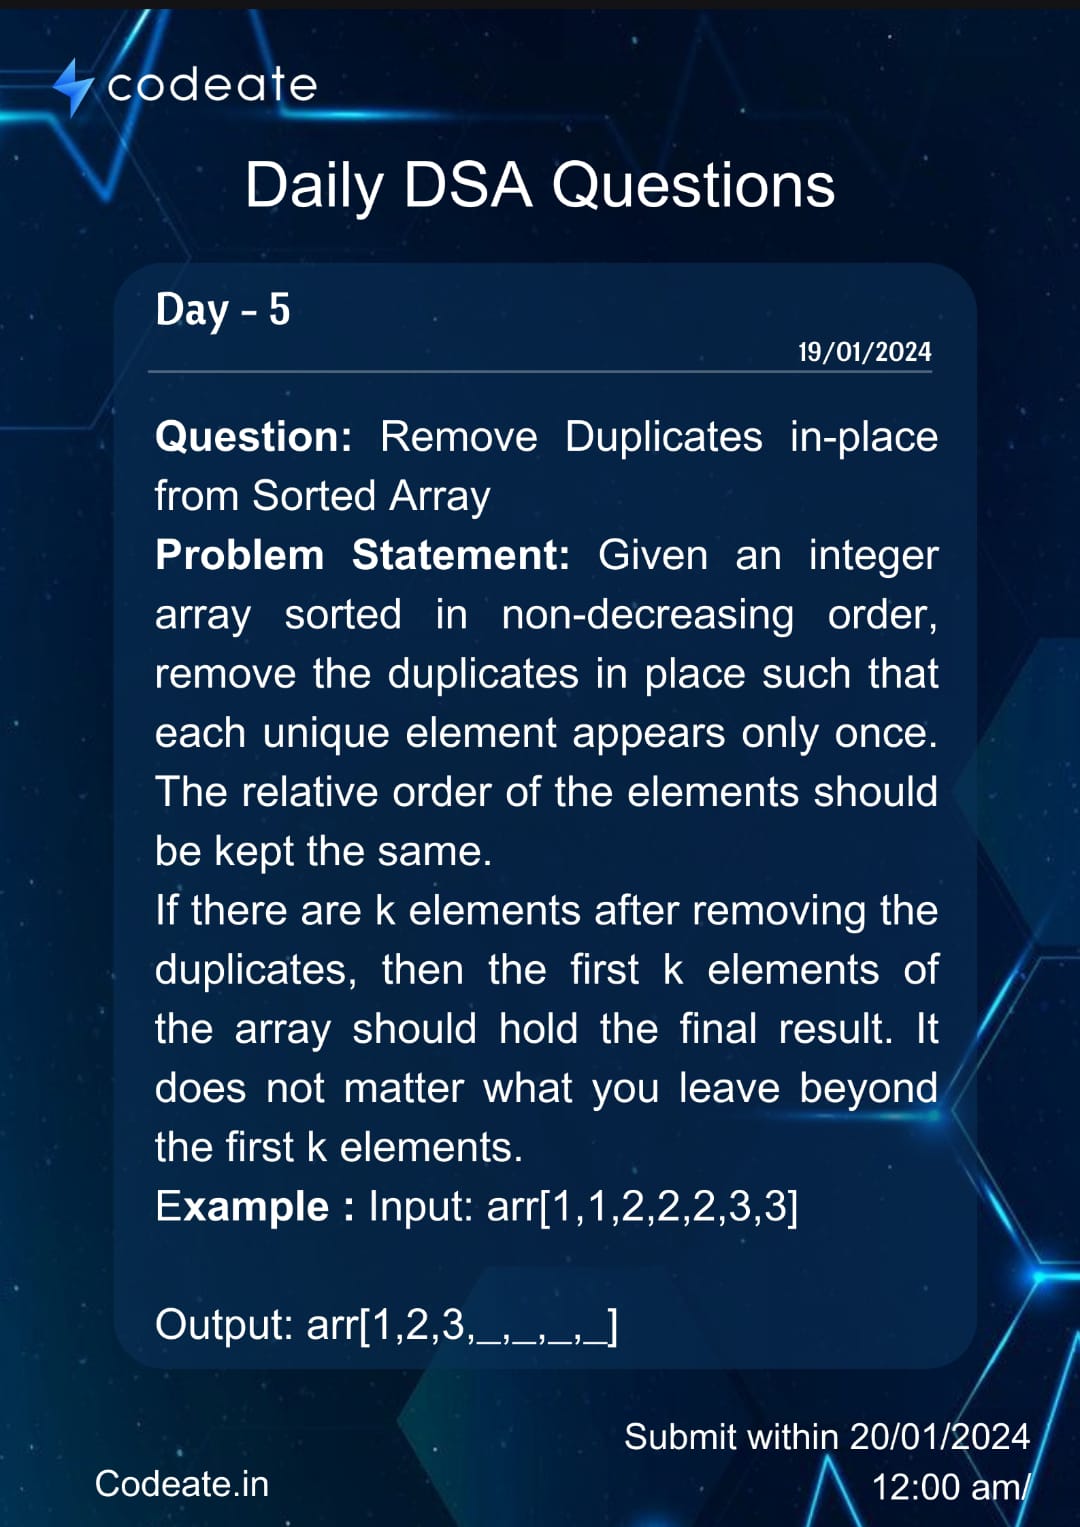 codeate
Daily DSA Questions
Day - 5
19/01/2024
Question: Remove Duplicates in-place
from Sorted Array
Problem Statement: Given an integer
array sorted in non-decreasing order,
remove the duplicates in place such that
each unique element appears only once.
The relative order of the elements should
be kept the same.
If there are k elements after removing the
duplicates, then the first k elements of
the array should hold the final result. It
does not matter what you leave beyond
the first k elements.
Example : Input: arr[1,1,2,2,2,3,3]
Output: arr[1,2,3,_,_,_,_]
Submit within 20/01/2024
12:00 am/
Codeate.in